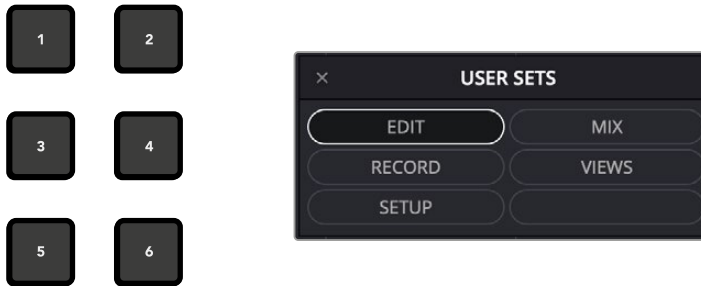 1 2
3 4
5 6
× USER SETS
EDIT MIX
RECORD VIEWS
SETUP